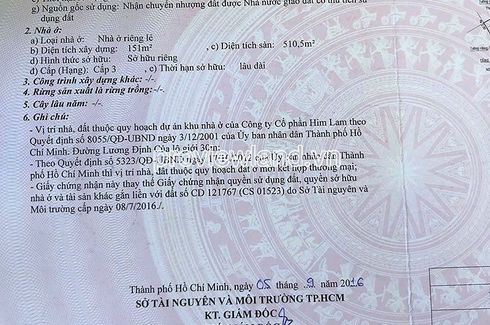 g) Nguồn gốc sử dụng: Nhận chuyển nhượng đất được Nhà nước giao đất có thu tiền sử
dụng đất
2. Nhà ở:
a) Loại nhà ở: Nhà ở riêng lẻ
b) Diện tích xây dựng: 151m² , c) Diện tích sàn: 510,5m²
d) Hình thức sở hữu: Sở hữu riêng
đ) Cấp (Hạng): Cấp 3 , e) Thời hạn sở hữu: lâu dài
3. Công trình xây dựng khác: -/-.
4. Rừng sản xuất là rừng trồng: -/-.
5. Cây lâu năm: -/-.
6. Ghi chú:
- Vị trí nhà, đất thuộc quy hoạch dự án khu nhà ở của Công ty Cổ phần Him Lam theo
Quyết định số 8055/QĐ-UBND ngày 3/12/2001 của Ủy ban nhân dân Thành phố Hồ
Chí Minh. Đường Lương Định Của lộ giới 30m;
- Theo Quyết định số 5323/QĐ-UBND của Ủy ban nhân dân Thành
phố Hồ Chí Minh thì vị trí nhà, đất thuộc quy hoạch đất ở mới kết hợp thương mại;
- Giấy chứng nhận này thay thế Giấy chứng nhận quyền sử dụng đất, quyền sở hữu
nhà ở và tài sản khác gắn liền với đất số CD 121767 (CS 01523) do Sở Tài nguyên và
Môi trường cấp ngày 08/7/2016./.
Thành phố Hồ Chí Minh, ngày 05 tháng 9 năm 2016
SỞ TÀI NGUYÊN VÀ MÔI TRƯỜNG TP.HCM
KT. GIÁM ĐỐC